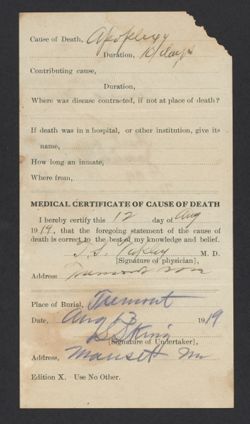 Cause of Death, Apoplexy
Duration, days
Contributing cause,
Duration,
Where was disease contracted, if not at place of death?
If death was in a hospital, or other institution, give its
name,
How long an inmate,
Where from,
MEDICAL CERTIFICATE OF CAUSE OF DEATH
I hereby certify this 12 day of Aug
1919, that the foregoing statement of the cause of
death is correct to the best of my knowledge and belief.
M. D.
[Signature of physician],
Address
Place of Burial, Tremont
Date, Aug 13 1919
King
[Signature of Undertaker],
Address, Manset Me
Edition X. Use No Other.